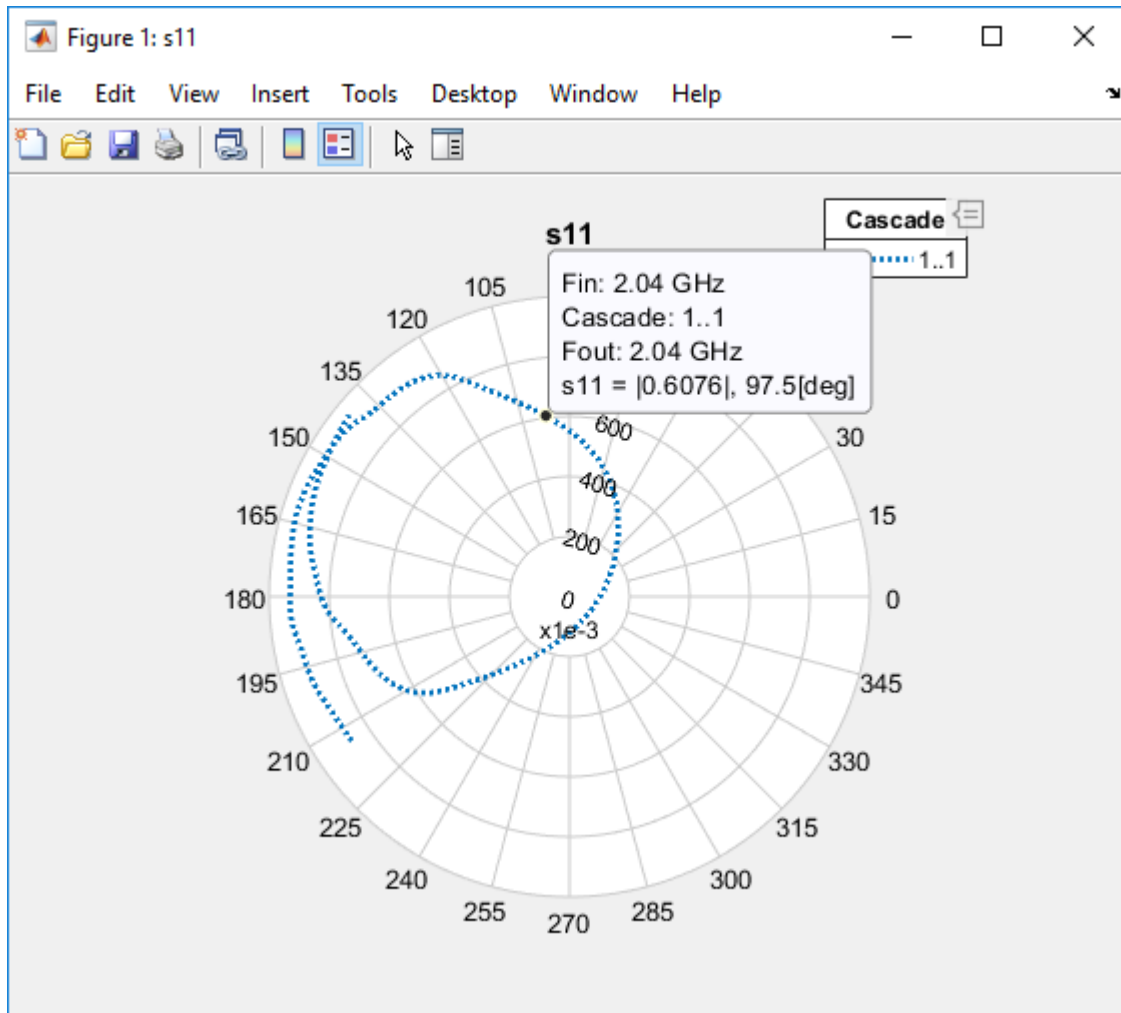 Figure 1: s11
File Edit View Insert Tools Desktop Window Help
s11
Cascade
1..1
Fin: 2.04 GHz
Cascade: 1..1
Fout: 2.04 GHz
s11 = |0.6076|, 97.5[deg]
105
120
135
150
165
180
195
210
225
240
255
270
285
300
315
330
345
0
15
30
600
400
200
0
x1e-3